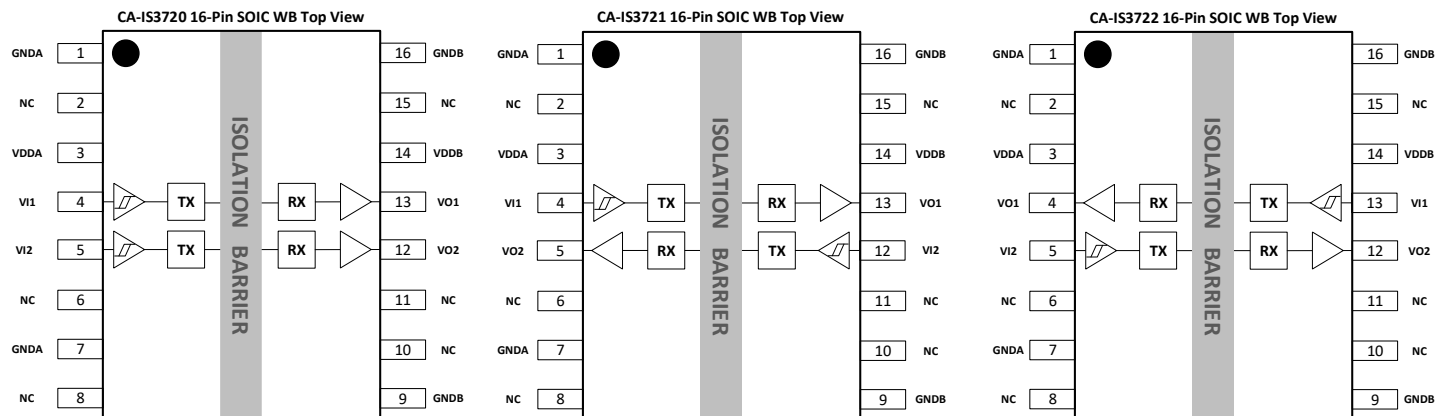 CA-IS3720 16-Pin SOIC WB Top View
GNDA 1
16 GNDB
NC 2
15 NC
VDDA 3
14 VDDB
VI1 4 TX RX 13 VO1
VI2 5 TX RX 12 VO2
NC 6
11 NC
GNDA 7
10 NC
NC 8
9 GNDB
ISOLATION BARRIER
CA-IS3721 16-Pin SOIC WB Top View
GNDA 1
16 GNDB
NC 2
15 NC
VDDA 3
14 VDDB
VI1 4 TX RX 13 VO1
VO2 5 RX TX 12 VI2
NC 6
11 NC
GNDA 7
10 NC
NC 8
9 GNDB
ISOLATION BARRIER
CA-IS3722 16-Pin SOIC WB Top View
GNDA 1
16 GNDB
NC 2
15 NC
VDDA 3
14 VDDB
VO1 4 RX TX 13 VI1
VI2 5 TX RX 12 VO2
NC 6
11 NC
GNDA 7
10 NC
NC 8
9 GNDB
ISOLATION BARRIER